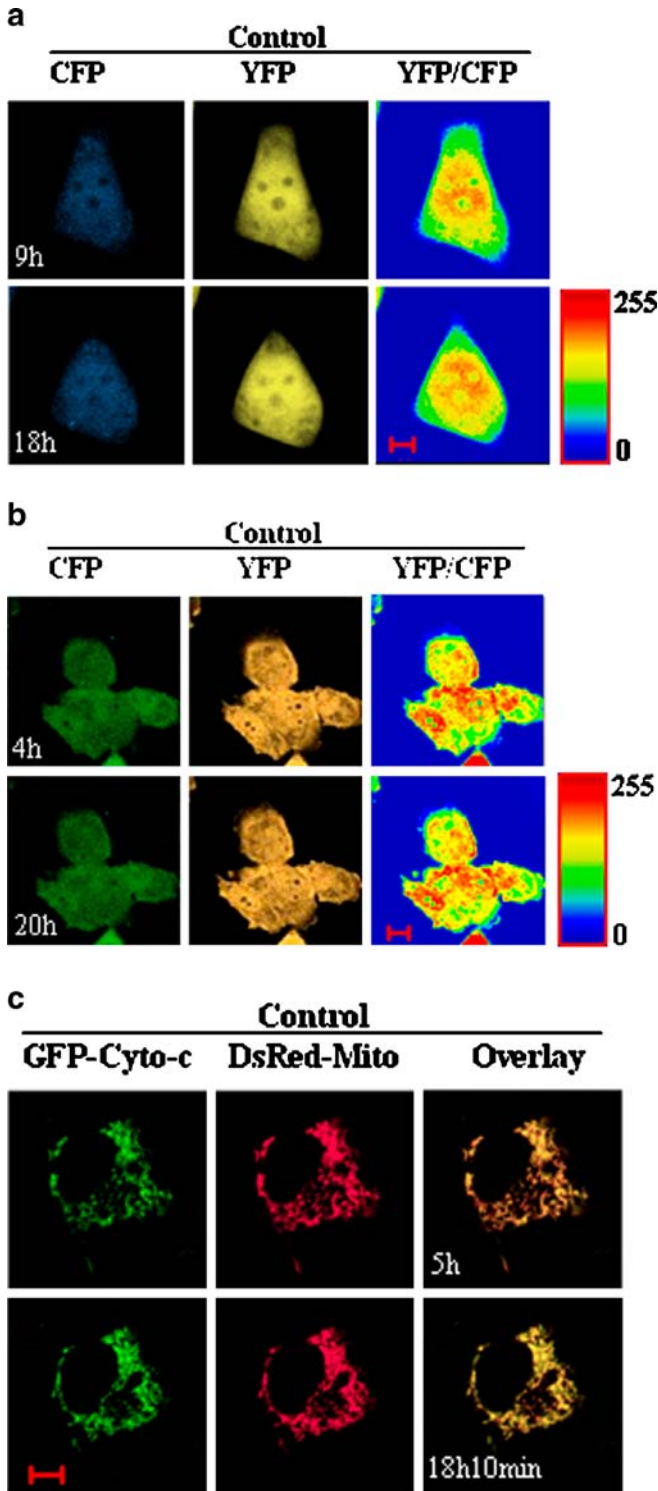 a
Control
CFP YFP YFP/CFP
9h
255
18h
0
b
Control
CFP YFP YFP/CFP
4h
255
20h
0
c
Control
GFP-Cyto-c DsRed-Mito Overlay
5h
18h10min